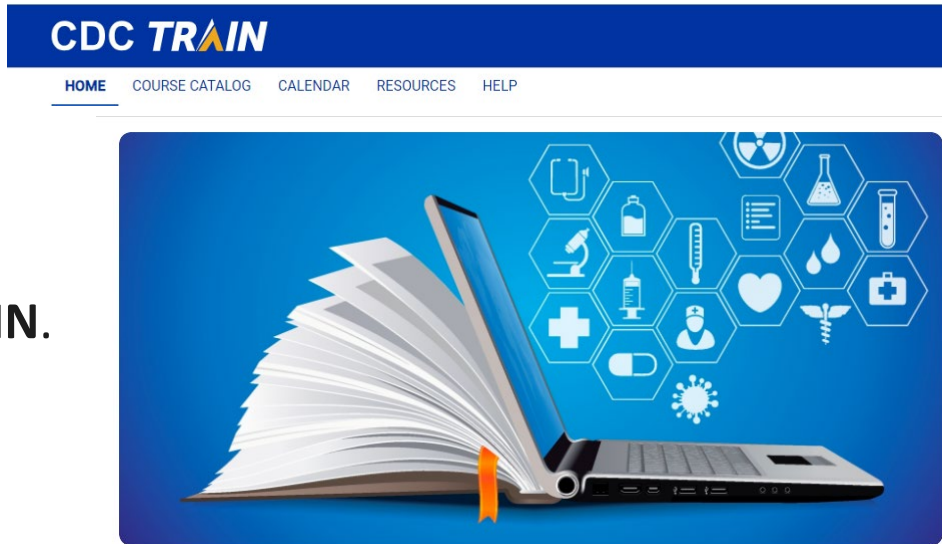 CDC TRAIN
HOME COURSE CATALOG CALENDAR RESOURCES HELP
IN.